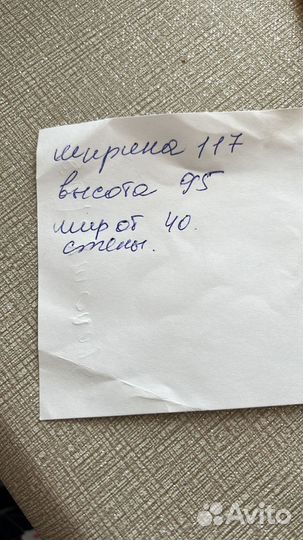 ширина 117
высота 95
шир от 40.
стены.
Avito